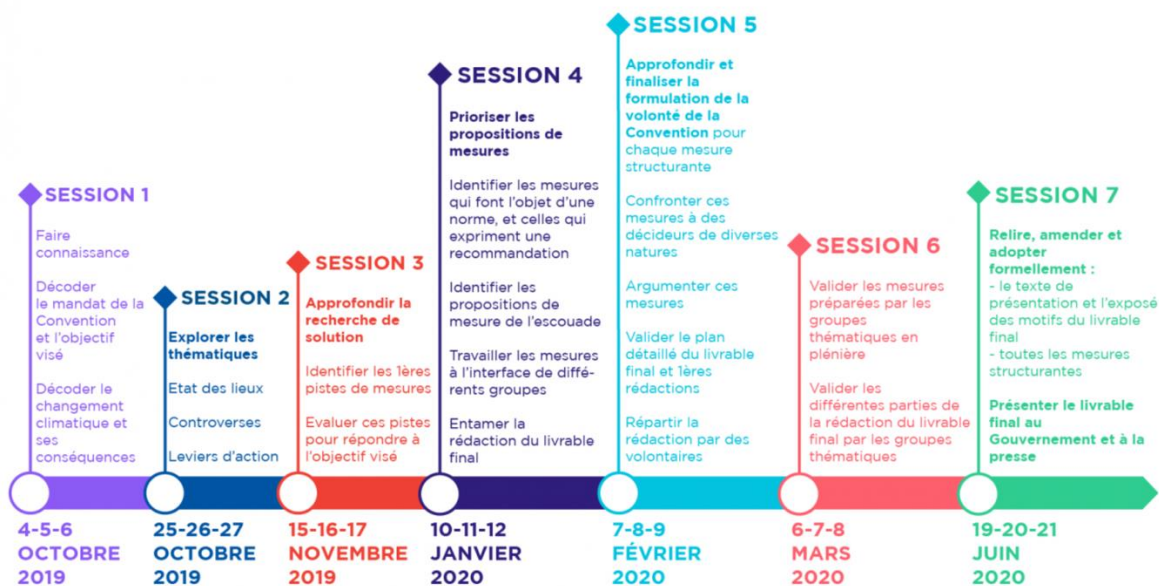 SESSION 1
Faire
connaissance
Décoder
le mandat de la
Convention
et l'objectif
visé
Décoder le
changement
climatique et
ses
conséquences
4-5-6
OCTOBRE
2019
SESSION 2
Explorer les
thématiques
Etat des lieux
Controverses
Leviers d'action
25-26-27
OCTOBRE
2019
SESSION 3
Approfondir la
recherche de
solution
Identifier les 1ères
pistes de mesures
Evaluer ces pistes
pour répondre à
l'objectif visé
15-16-17
NOVEMBRE
2019
SESSION 4
Prioriser les
propositions de
mesures
Identifier les mesures
qui font l'objet d'une
norme, et celles qui
expriment une
recommandation
Identifier les
propositions de
mesure de l'escouade
Travailler les mesures
à l'interface de diffé-
rents groupes
Entamer la
rédaction du livrable
final
10-11-12
JANVIER
2020
SESSION 5
Approfondir et
finaliser la
formulation de la
volonté de la
Convention pour
chaque mesure
structurante
Confronter ces
mesures à des
décideurs de diverses
natures
Argumenter ces
mesures
Valider le plan
détaillé du livrable
final et 1ères
rédactions
Répartir la
rédaction par des
volontaires
7-8-9
FÉVRIER
2020
SESSION 6
Valider les mesures
préparées par les
groupes
thématiques en
plénière
Valider les
différentes parties de
la rédaction du livrable
final par les groupes
thématiques
6-7-8
MARS
2020
SESSION 7
Relire, amender et
adopter
formellement :
- le texte de
présentation et l'exposé
des motifs du livrable
final
- toutes les mesures
structurantes
Présenter le livrable
final au
Gouvernement et à la
presse
19-20-21
JUIN
2020